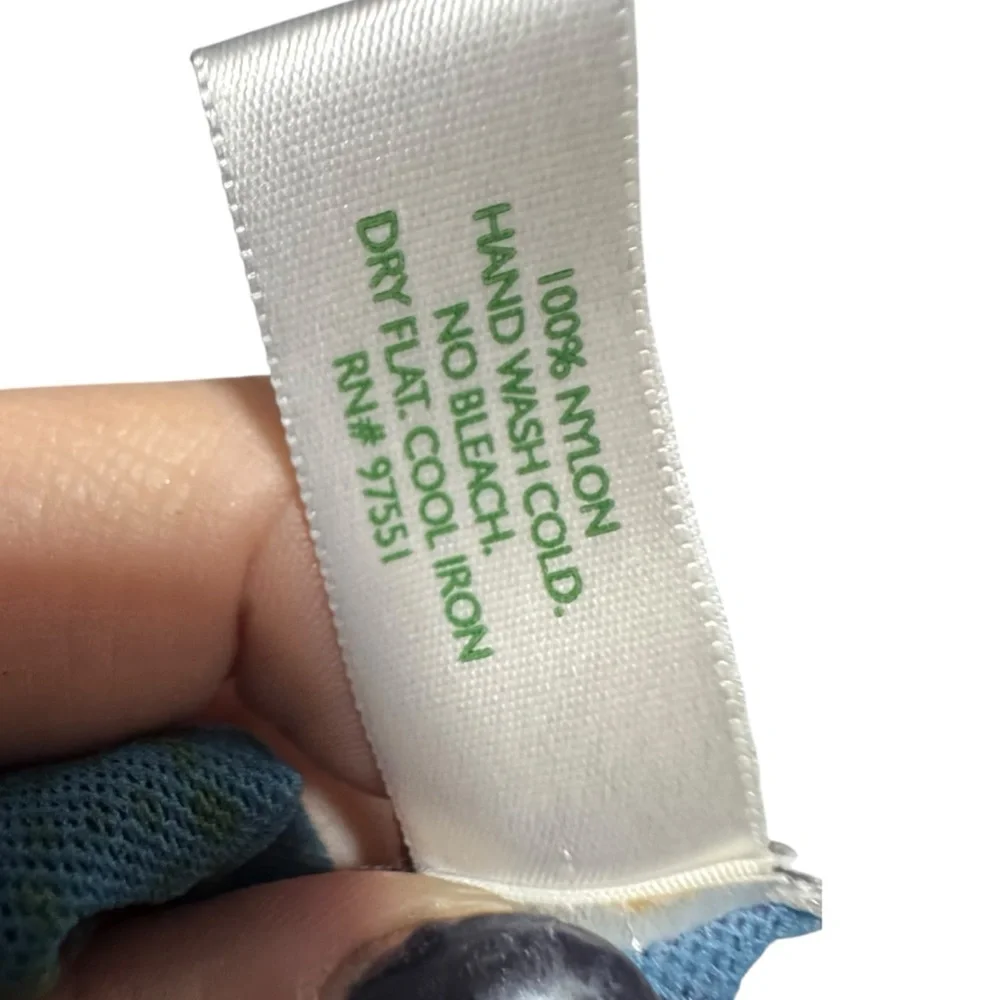 100% NYLON
HAND WASH COLD.
NO BLEACH.
DRY FLAT. COOL IRON
RN# 97551